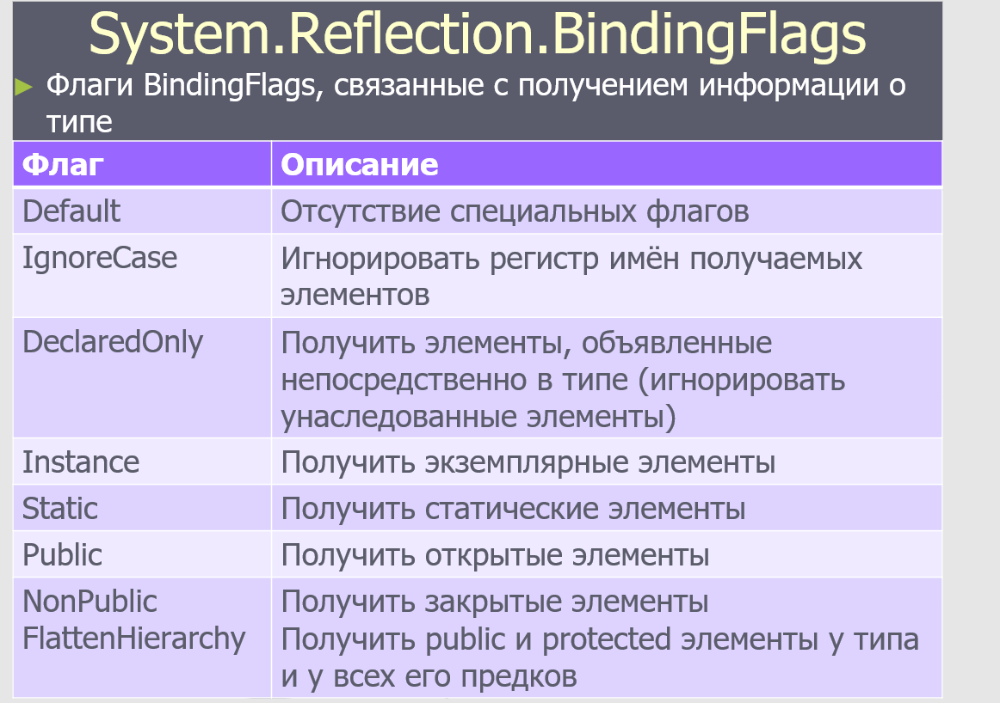 System.Reflection.BindingFlags
► Флаги BindingFlags, связанные с получением информации о
типе
Флаг Описание
Default Отсутствие специальных флагов
IgnoreCase Игнорировать регистр имён получаемых
элементов
DeclaredOnly Получить элементы, объявленные
непосредственно в типе (игнорировать
унаследованные элементы)
Instance Получить экземплярные элементы
Static Получить статические элементы
Public Получить открытые элементы
NonPublic Получить закрытые элементы
FlattenHierarchy Получить public и protected элементы у типа
и у всех его предков